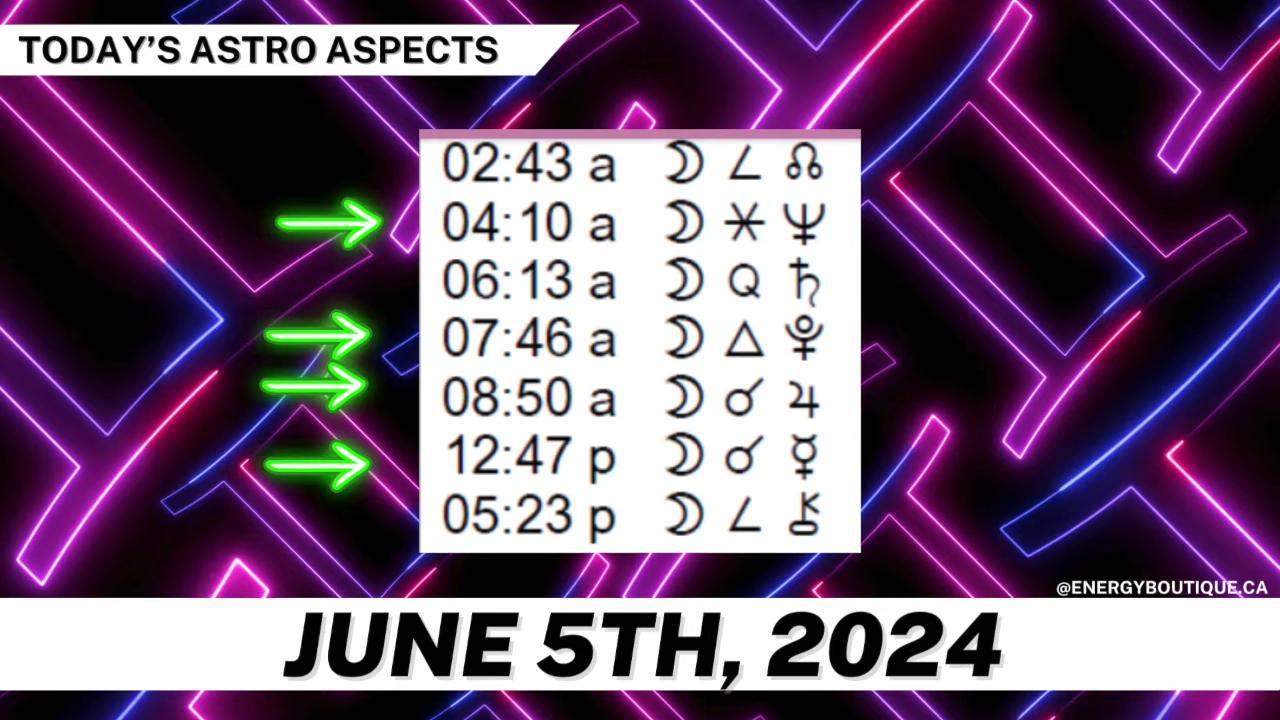 TODAY'S ASTRO ASPECTS
02:43 a ☽ ∠ ☊
04:10 a ☽ ⚹ ♆
06:13 a ☽ Q ♄
07:46 a ☽ △ ⯓
08:50 a ☽ ☌ ♃
12:47 p ☽ ☌ ☿
05:23 p ☽ ∠ ⚷
@ENERGYBOUTIQUE.CA
JUNE 5TH, 2024